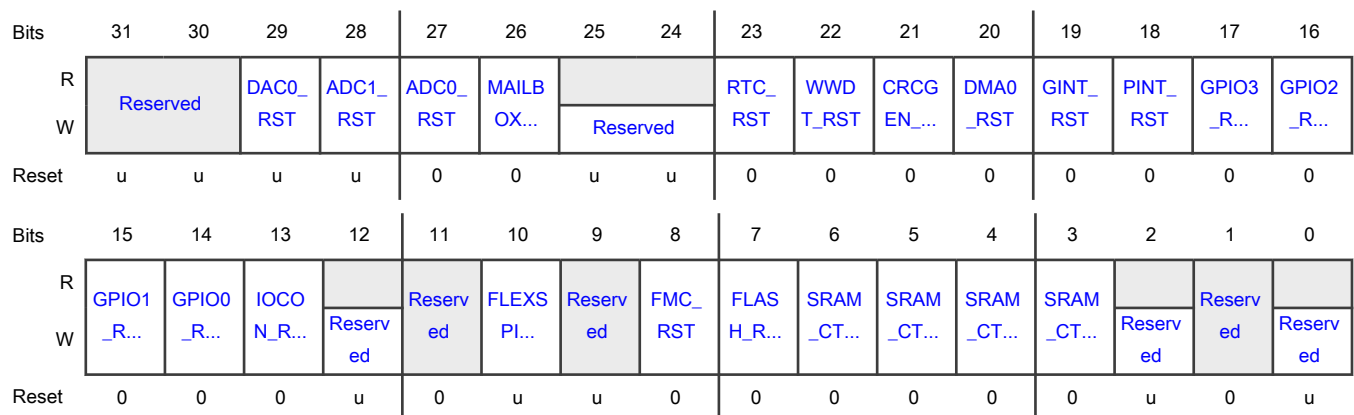 Bits 31 30 29 28 27 26 25 24 23 22 21 20 19 18 17 16
R Reserved DAC0_ ADC1_ ADC0_ MAILB RTC_ WWD CRCG DMA0 GINT_ PINT_ GPIO3 GPIO2
W RST RST RST OX... Reserved RST T_RST EN_... _RST RST RST _R... _R...
Reset u u u u 0 0 u u 0 0 0 0 0 0 0 0
Bits 15 14 13 12 11 10 9 8 7 6 5 4 3 2 1 0
R GPIO1 GPIO0 IOCO Reserv FLEXS Reserv FMC_ FLAS SRAM SRAM SRAM SRAM Reserv
W _R... _R... N_R... Reserv ed PI... ed RST H_R... _CT... _CT... _CT... _CT... Reserv ed Reserv
ed ed ed
Reset 0 0 0 u 0 u u 0 0 0 0 0 0 u 0 u